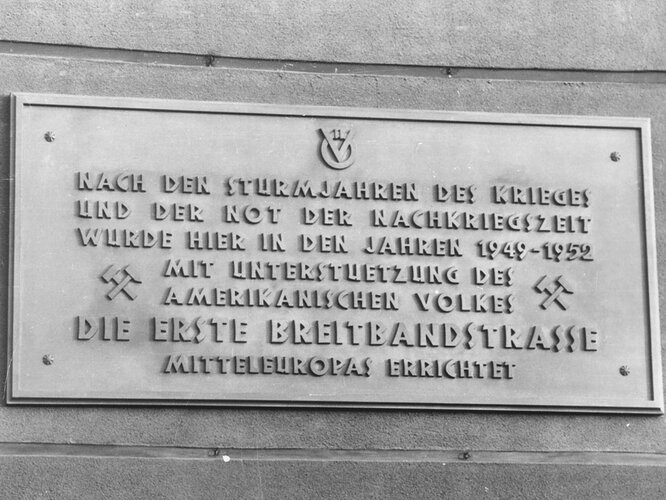 NACH DEN STURMJAHREN DES KRIEGES
UND DER NOT DER NACHKRIEGSZEIT
WURDE HIER IN DEN JAHREN 1949-1952
MIT UNTERSTUETZUNG DES
AMERIKANISCHEN VOLKES
DIE ERSTE BREITBANDSTRASSE
MITTELEUROPAS ERRICHTET